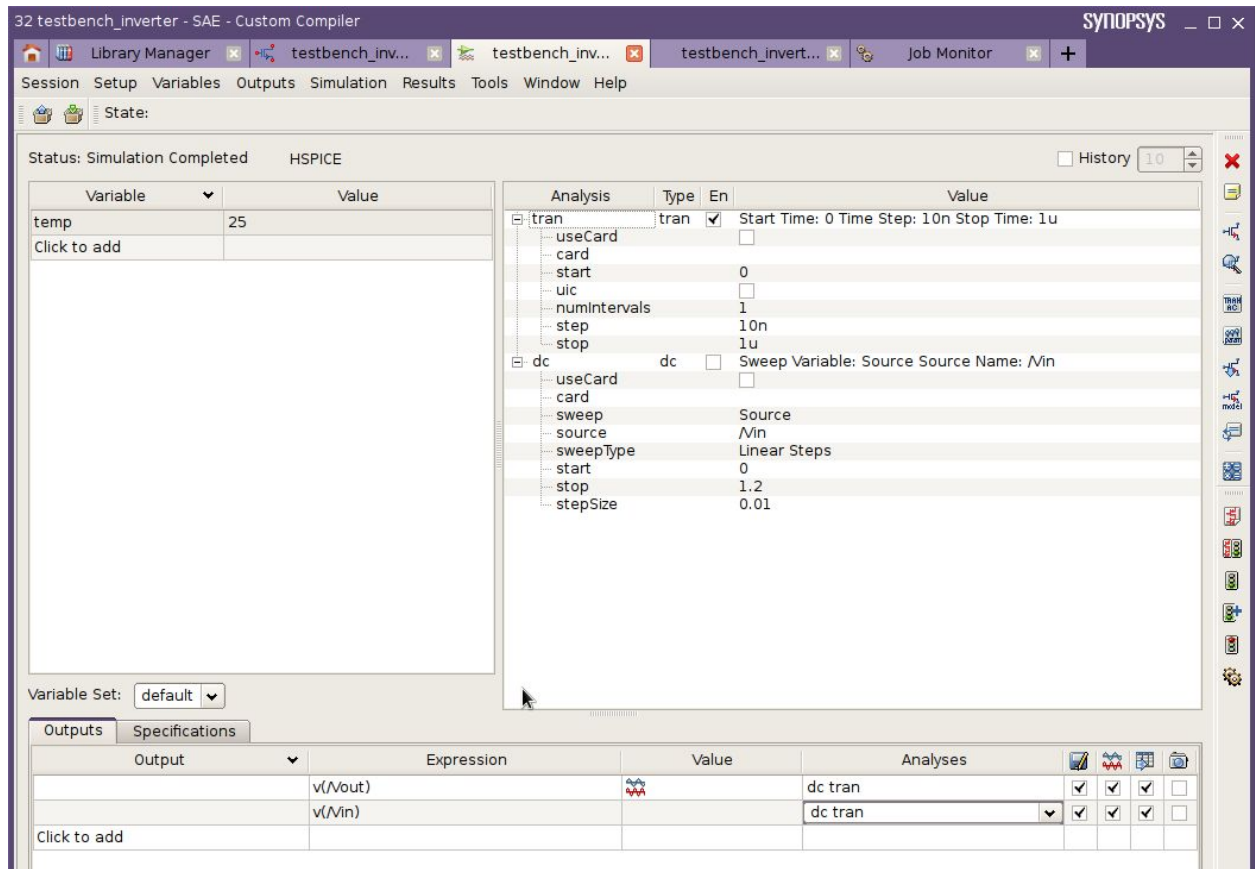 32 testbench_inverter - SAE - Custom Compiler SYNOPSYS
Library Manager testbench_inv... testbench_inv... testbench_invert... Job Monitor
Session Setup Variables Outputs Simulation Results Tools Window Help
State:
Status: Simulation Completed HSPICE History 10
Variable Value Analysis Type En Value
temp 25
Click to add
tran tran Start Time: 0 Time Step: 10n Stop Time: 1u
useCard
card
start 0
uic
numIntervals 1
step 10n
stop 1u
dc dc Sweep Variable: Source Source Name: /Vin
useCard
card
sweep Source
source /Vin
sweepType Linear Steps
start 0
stop 1.2
stepSize 0.01
TRAN
AC
param
model
Variable Set: default
Outputs Specifications
Output Expression Value Analyses
v(/Vout) dc tran
v(/Vin) dc tran
Click to add